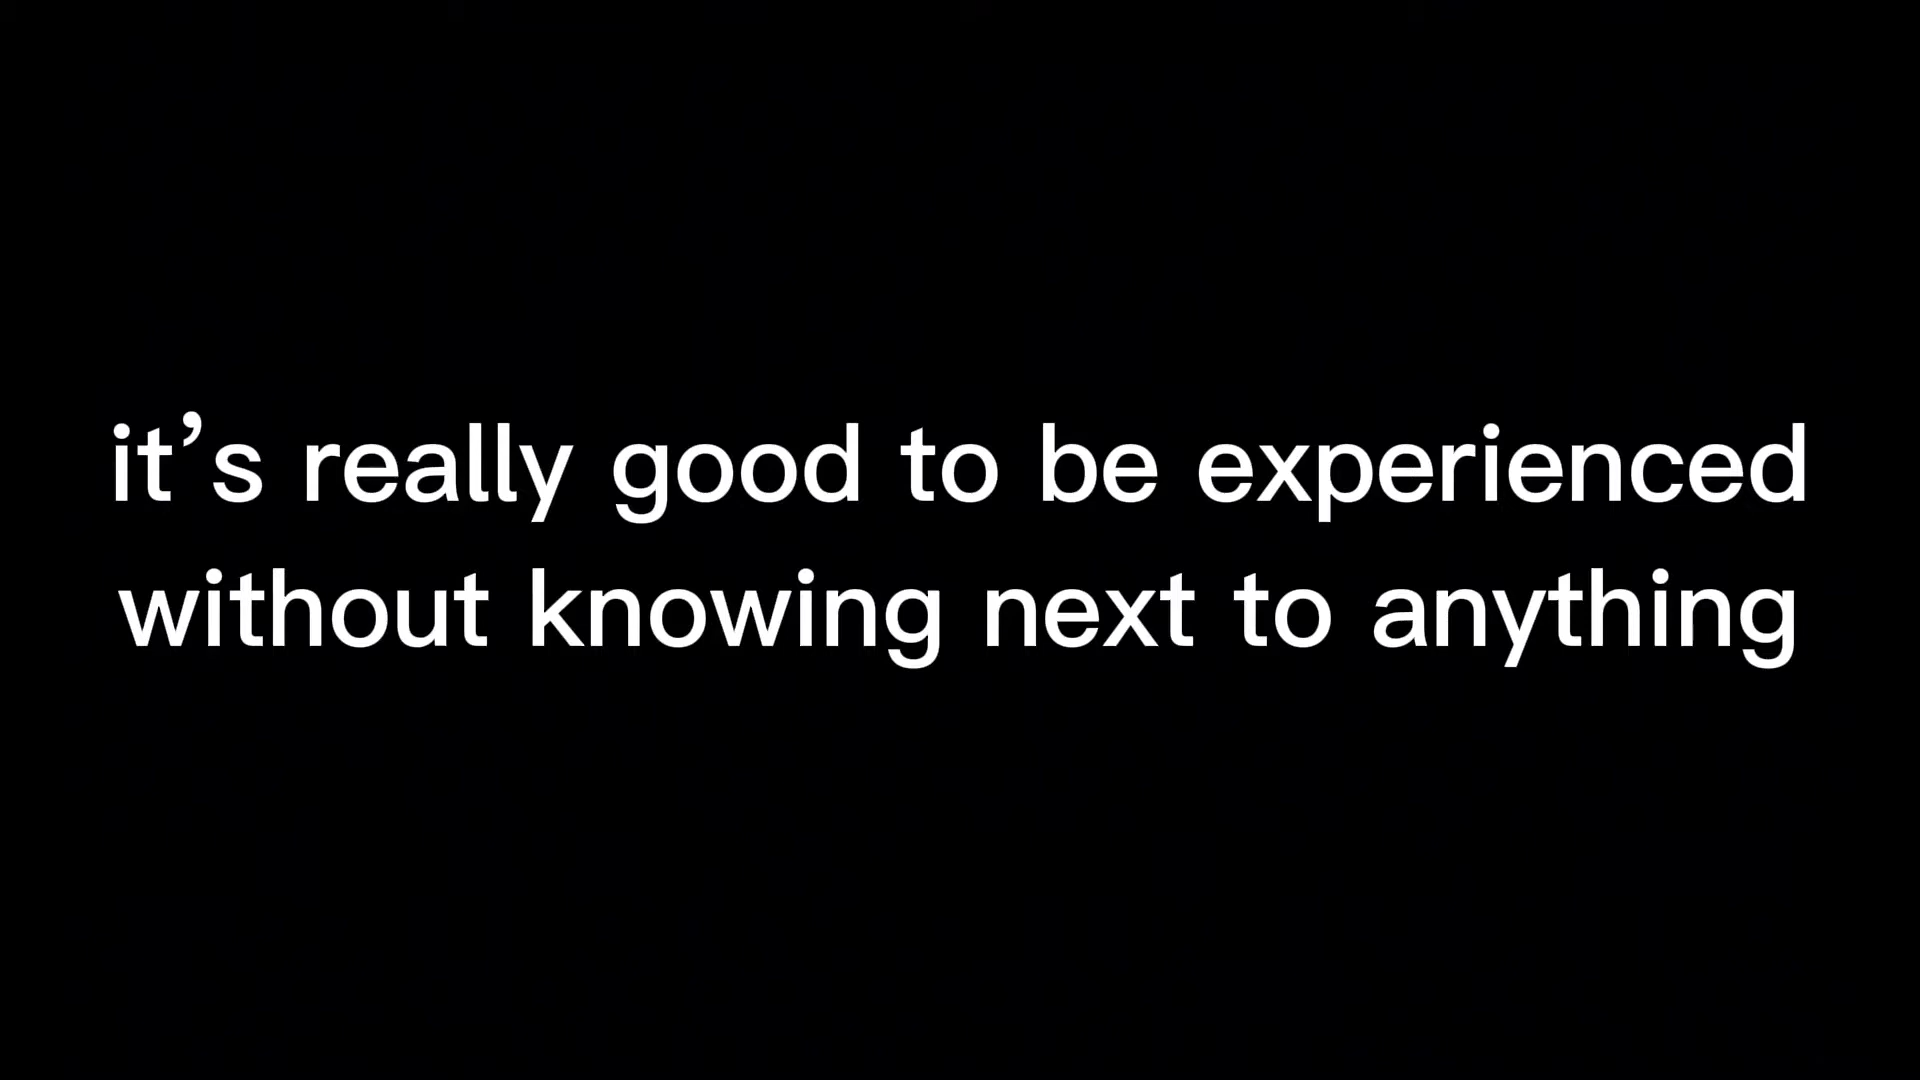 it’s really good to be experienced
without knowing next to anything